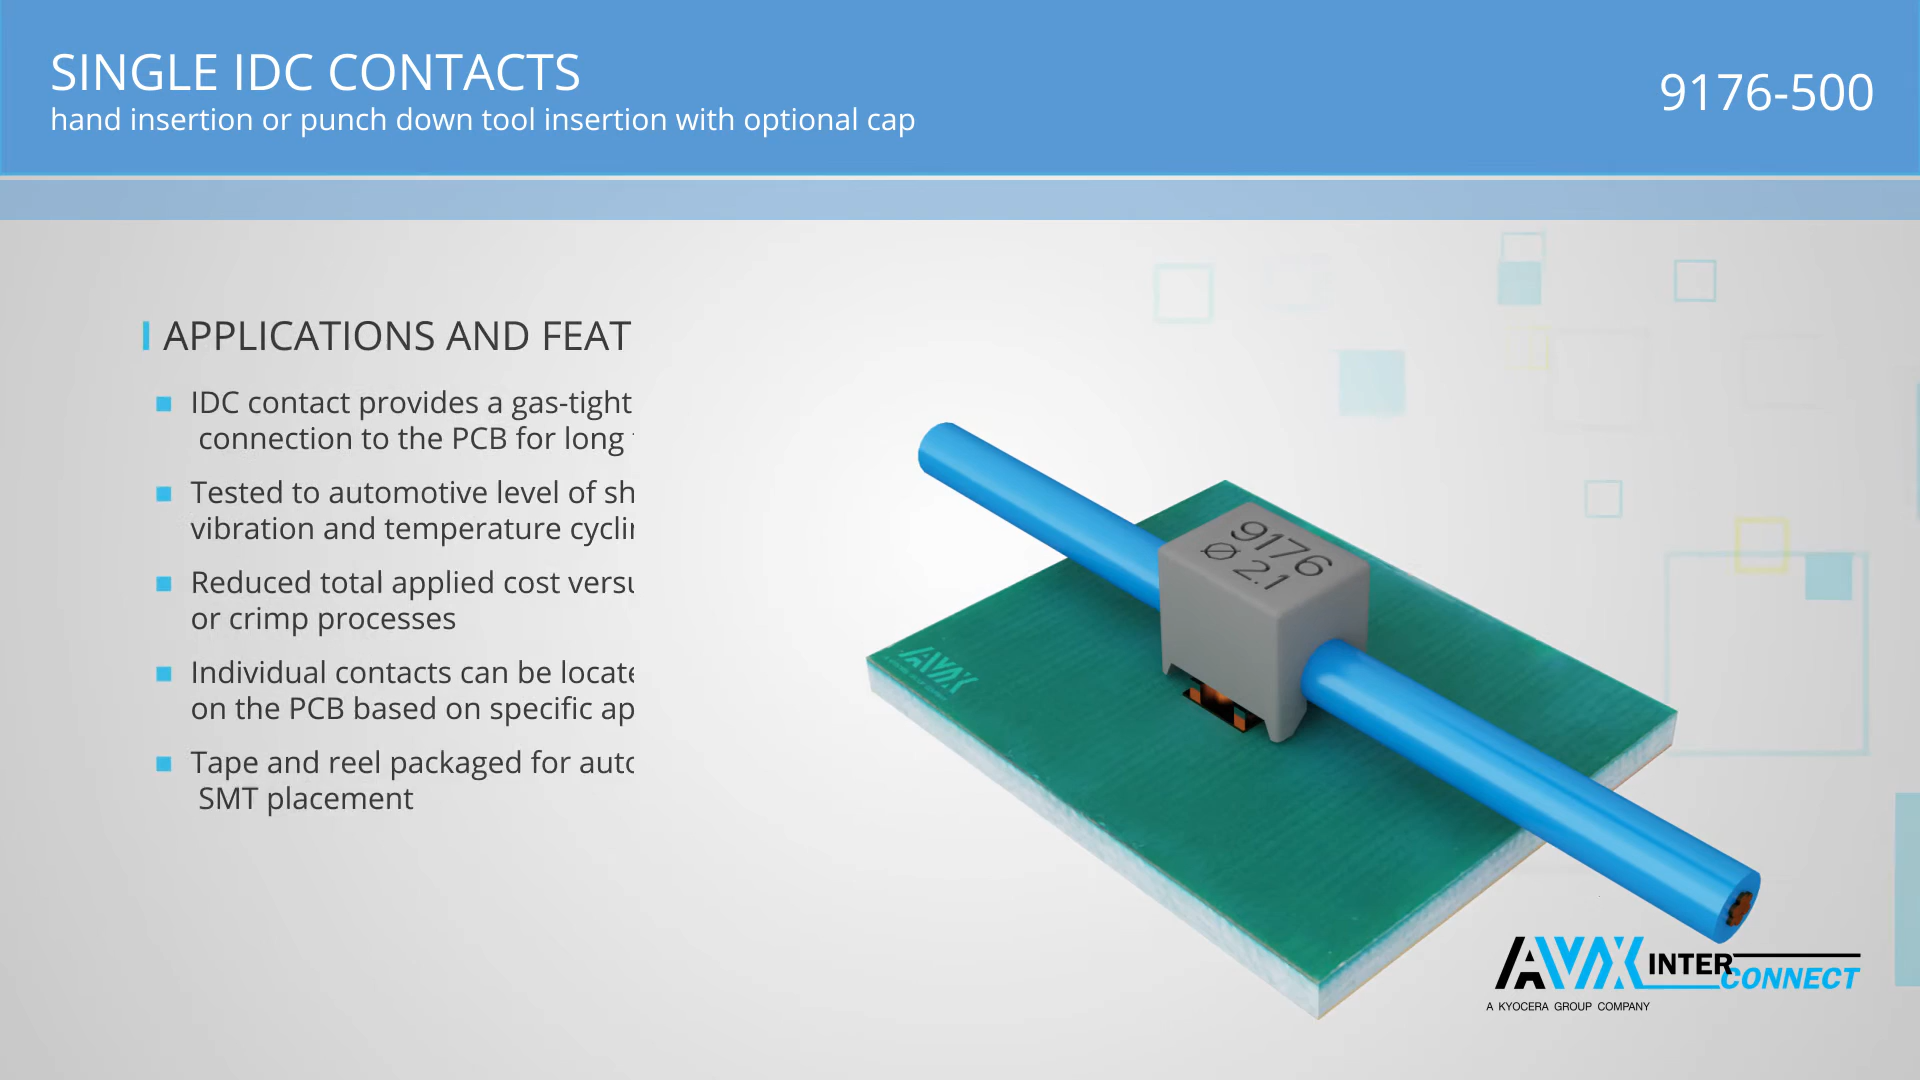 SINGLE IDC CONTACTS
hand insertion or punch down tool insertion with optional cap
9176-500
APPLICATIONS AND FEAT
IDC contact provides a gas-tight
connection to the PCB for long
Tested to automotive level of sh
vibration and temperature cyclin
Reduced total applied cost versu
or crimp processes
Individual contacts can be locate
on the PCB based on specific ap
Tape and reel packaged for auto
SMT placement
9176
Ø 2.1
AVX
AVX INTERCONNECT
A KYOCERA GROUP COMPANY